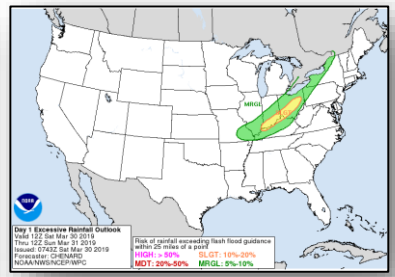 MRGL
SLGT
noaa
Day 1 Excessive Rainfall Outlook
Valid 12Z Sat Mar 30 2019
Thru 12Z Sun Mar 31 2019
Issued: 0743Z Sat Mar 30 2019
Forecaster: CHENARD
NOAA/NWS/NCEP/WPC
Risk of rainfall exceeding flash flood guidance
within 25 miles of a point
HIGH: > 50% SLGT: 10%-20%
MDT: 20%-50% MRGL: 5%-10%